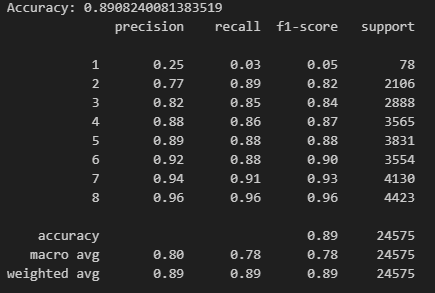 Accuracy: 0.8908240081383519
precision recall f1-score support
1 0.25 0.03 0.05 78
2 0.77 0.89 0.82 2106
3 0.82 0.85 0.84 2888
4 0.88 0.86 0.87 3565
5 0.89 0.88 0.88 3831
6 0.92 0.88 0.90 3554
7 0.94 0.91 0.93 4130
8 0.96 0.96 0.96 4423
accuracy 0.89 24575
macro avg 0.80 0.78 0.78 24575
weighted avg 0.89 0.89 0.89 24575